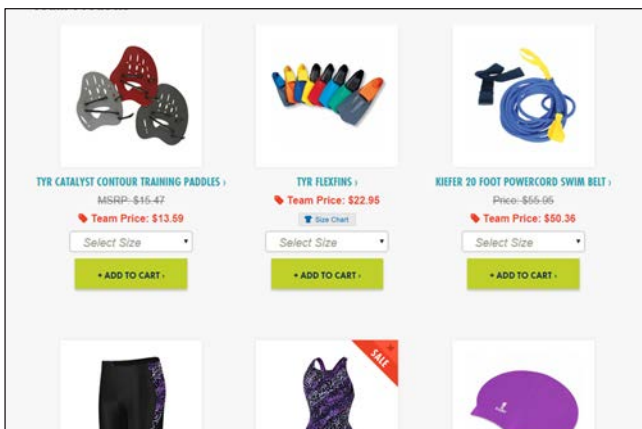 TYR CATALYST CONTOUR TRAINING PADDLES ›
MSRP: $15.47
Team Price: $13.59
Select Size
+ ADD TO CART ›
TYR FLEXFINS ›
Team Price: $22.95
Size Chart
Select Size
+ ADD TO CART ›
KIEFER 20 FOOT POWERCORD SWIM BELT ›
Price: $55.95
Team Price: $50.36
Select Size
+ ADD TO CART ›
SALE